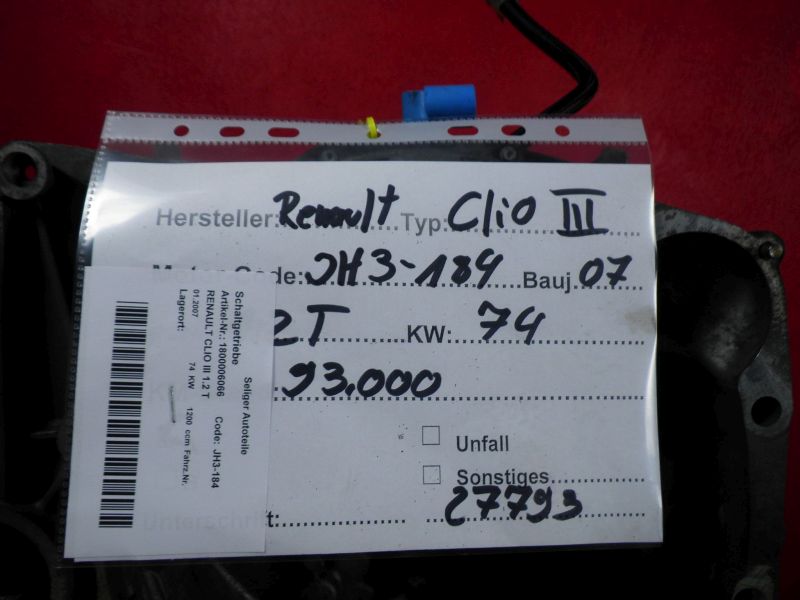 Hersteller: Renault Typ: Clio III
Code: JH3-184 Bauj 07
2T KW: 74
93.000
Unfall
Sonstiges
27793
Schaltgetriebe Seliger Autoteile
Artikel-Nr.: 1800006066 Code: JH3-184
RENAULT CLIO III 1.2 T
01.2007 74 KW 1200 ccm Fahrz.Nr.
Lagerort: